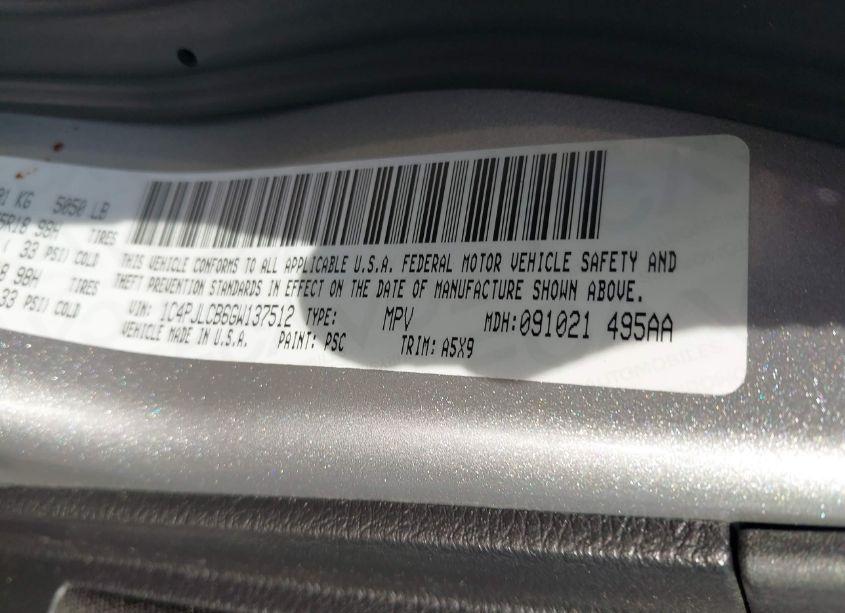 01 KG 5050 LB
5R18 98H TIRES
( 33 PSI) COLD
8 98H TIRES
33 PSI) COLD
THIS VEHICLE CONFORMS TO ALL APPLICABLE U.S.A. FEDERAL MOTOR VEHICLE SAFETY AND
THEFT PREVENTION STANDARDS IN EFFECT ON THE DATE OF MANUFACTURE SHOWN ABOVE.
VIN: 1C4PJLCB6GW137512 TYPE: MPV MDH: 091021 495AA
VEHICLE MADE IN U.S.A. PAINT: PSC TRIM: A5X9